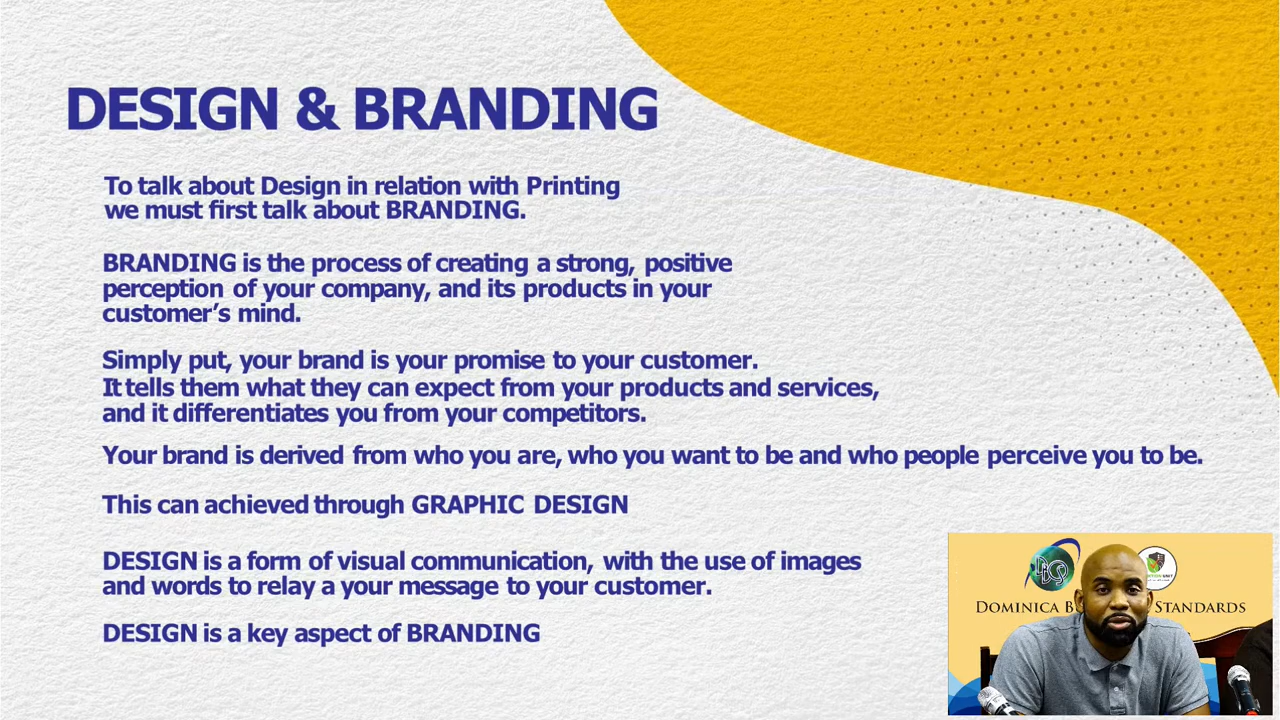 DESIGN & BRANDING
To talk about Design in relation with Printing
we must first talk about BRANDING.
BRANDING is the process of creating a strong, positive
perception of your company, and its products in your
customer's mind.
Simply put, your brand is your promise to your customer.
It tells them what they can expect from your products and services,
and it differentiates you from your competitors.
Your brand is derived from who you are, who you want to be and who people perceive you to be.
This can achieved through GRAPHIC DESIGN
DESIGN is a form of visual communication, with the use of images
and words to relay a your message to your customer.
DESIGN is a key aspect of BRANDING
DOMINICA B STANDARDS